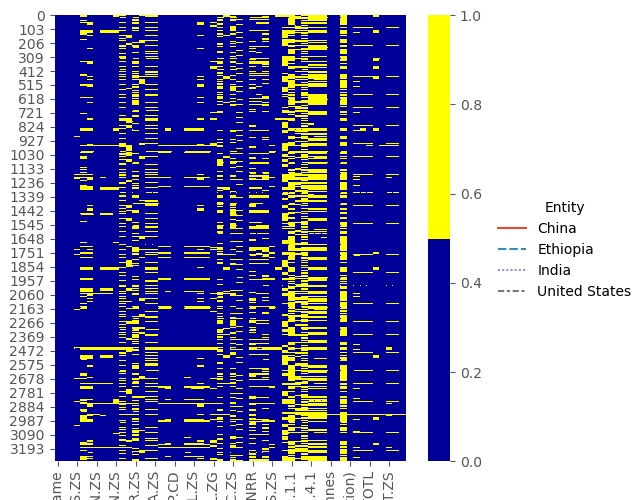 0
103
206
309
412
515
618
721
824
927
1030
1133
1236
1339
1442
1545
1648
1751
1854
1957
2060
2163
2266
2369
2472
2575
2678
2781
2884
2987
3090
3193
ame
S.ZS
N.ZS
N.ZS
R.ZS
A.ZS
P.CD
L.ZS
L.ZG
C.ZS
NRR
S.ZS
.1.1
.4.1
nnes
tion)
OTL
T.ZS
1.0
0.8
0.6
0.4
0.2
0.0
Entity
China
Ethiopia
India
United States